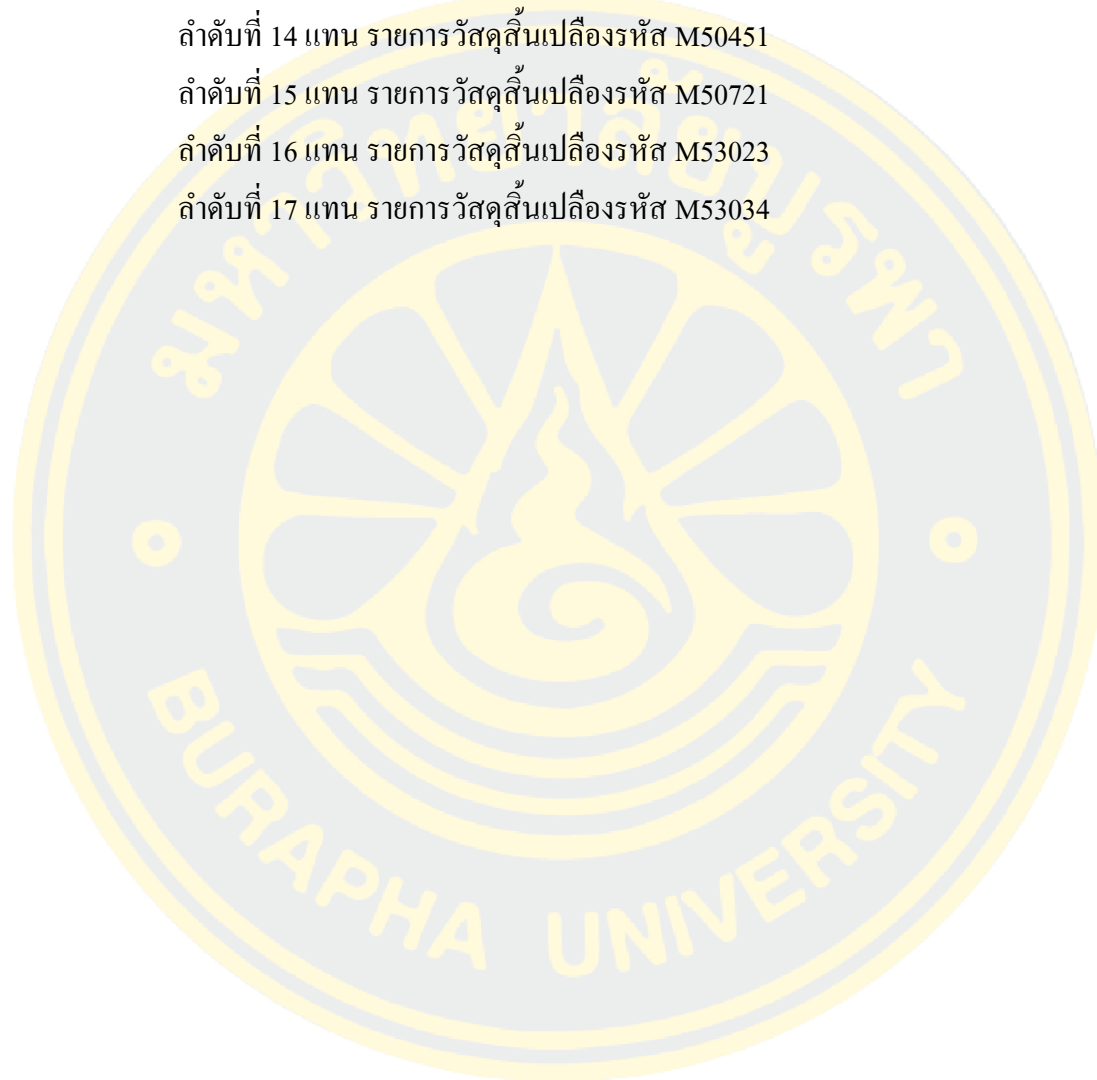 ลำดับที่ 14 แทน รายการวัสดุสิ้นเปลืองรหัส M50451
ลำดับที่ 15 แทน รายการวัสดุสิ้นเปลืองรหัส M50721
ลำดับที่ 16 แทน รายการวัสดุสิ้นเปลืองรหัส M53023
ลำดับที่ 17 แทน รายการวัสดุสิ้นเปลืองรหัส M53034
มหาวิทยาลัยบูรพา
BURAPHA UNIVERSITY